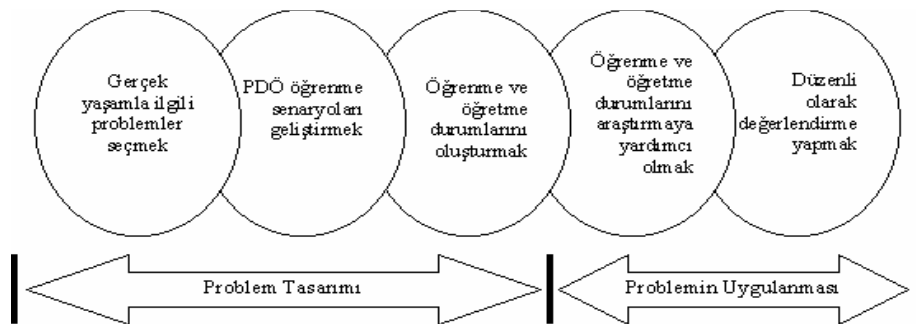 Gerçek
yaşamla ilgili
problemler
seçmek
PDÖ öğrenme
senaryoları
geliştirmek
Öğrenme ve
öğretme
durumlarını
oluşturmak
Öğrenme ve
öğretme
durumlarını
araştırmaya
yardımcı
olmak
Düzenli
olarak
değerlendirme
yapmak
Problem Tasarımı
Problemin Uygulanması